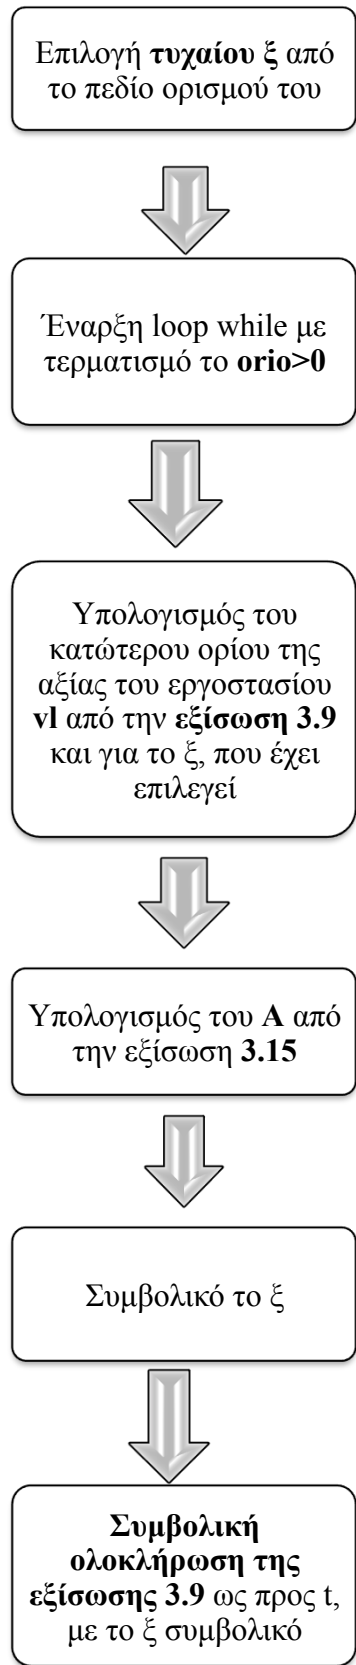 Επιλογή τυχαίου ξ από
το πεδίο ορισμού του
Έναρξη loop while με
τερματισμό το orio>0
Υπολογισμός του
κατώτερου ορίου της
αξίας του εργοστασίου
vl από την εξίσωση 3.9
και για το ξ, που έχει
επιλεγεί
Υπολογισμός του Α από
την εξίσωση 3.15
Συμβολικό το ξ
Συμβολική
ολοκλήρωση της
εξίσωσης 3.9 ως προς t,
με το ξ συμβολικό